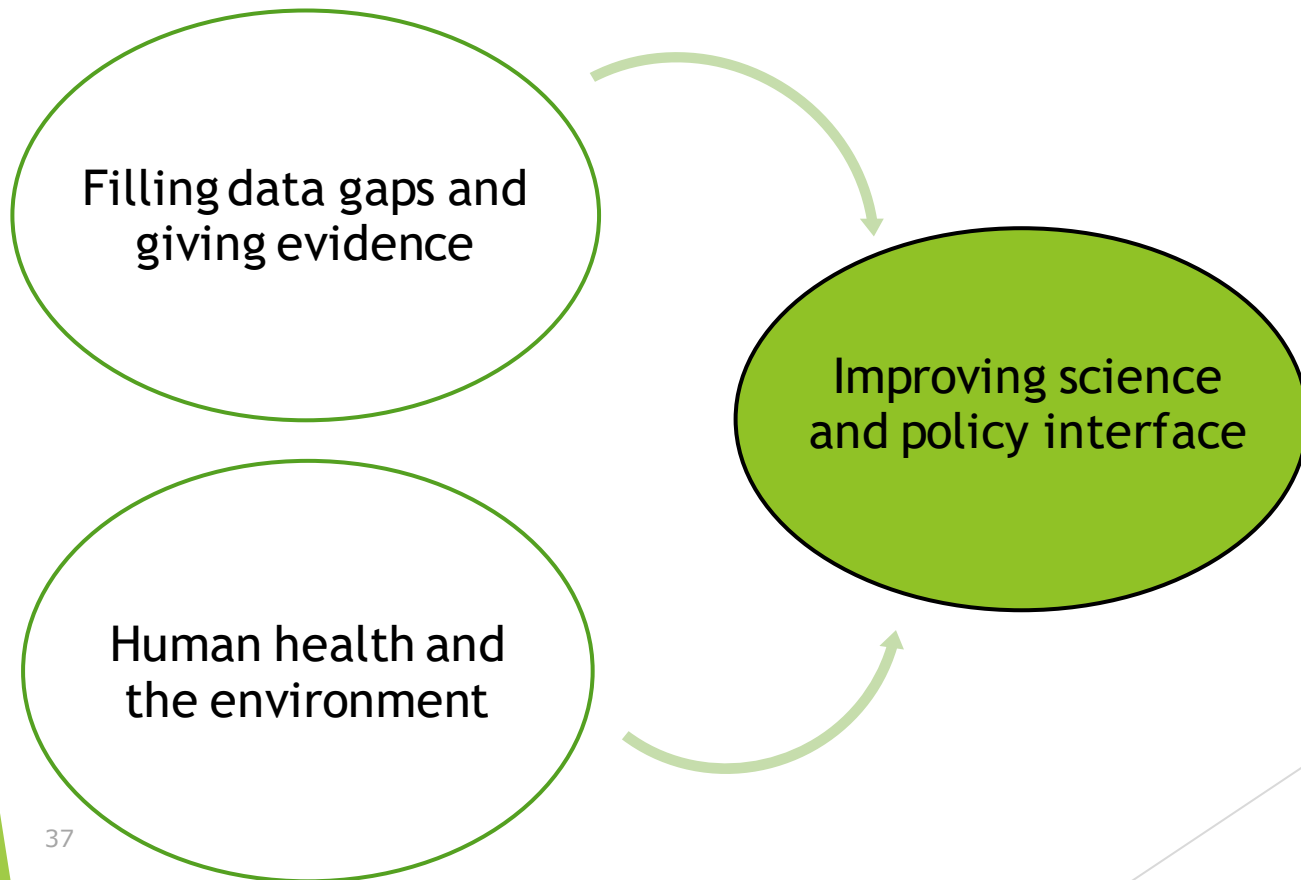 Filling data gaps and
giving evidence
Improving science
and policy interface
Human health and
the environment
37